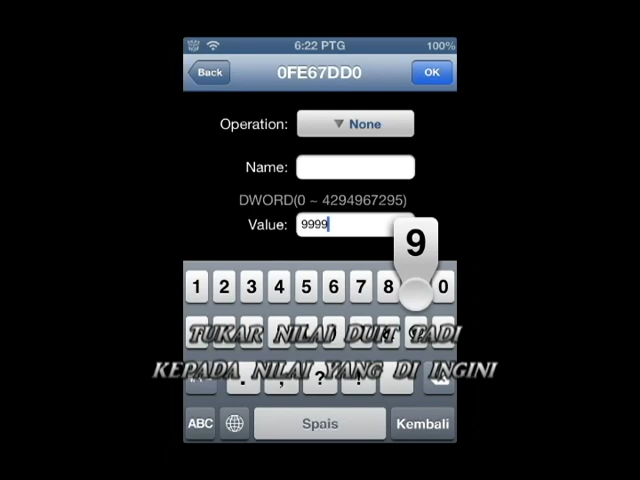 6:22 PTG 100%
Back 0FE67DD0 OK
Operation: None
Name:
DWORD(0 ~ 4294967295)
Value: 9999
9
1 2 3 4 5 6 7 8 0
TUKAR NILAI DUIT TADI
KEPADA NILAI YANG DI INGINI
. , ? !
ABC Spais Kembali